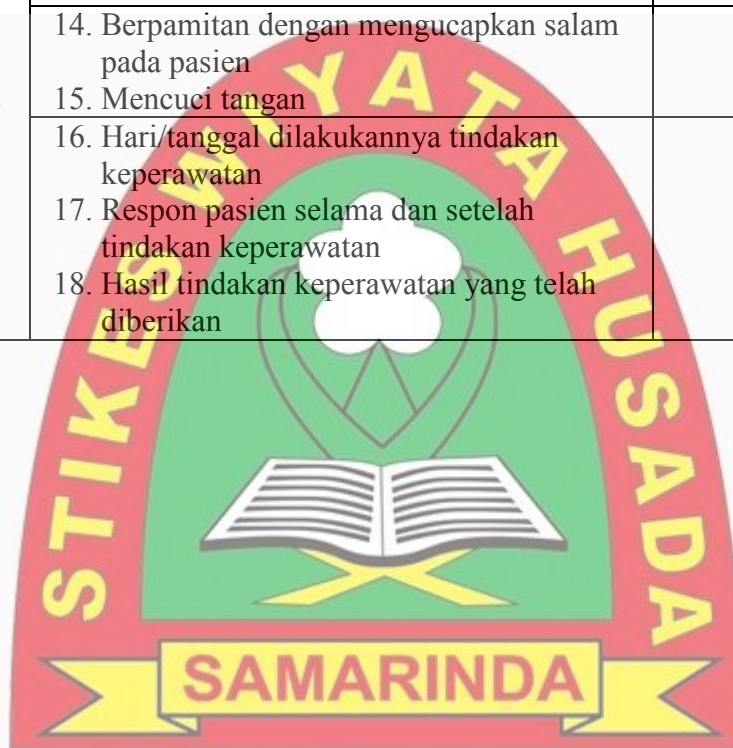 14. Berpamitan dengan mengucapkan salam
pada pasien
15. Mencuci tangan
16. Hari/tanggal dilakukannya tindakan
keperawatan
17. Respon pasien selama dan setelah
tindakan keperawatan
18. Hasil tindakan keperawatan yang telah
diberikan
STIKES WIYATA HUSADA
SAMARINDA